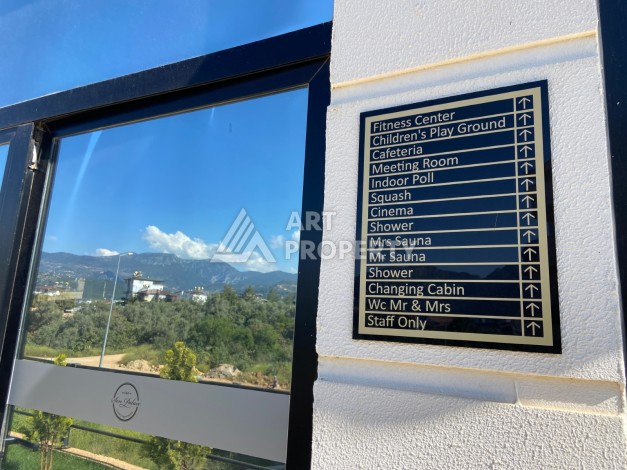 Fitness Center ↑
Children's Play Ground ↑
Cafeteria ↑
Meeting Room ↑
Indoor Poll ↑
Squash ↑
Cinema ↑
Shower ↑
Mrs Sauna ↑
Mr Sauna ↑
Shower ↑
Changing Cabin ↑
Wc Mr & Mrs ↑
Staff Only ↑
ART
PROPERTY